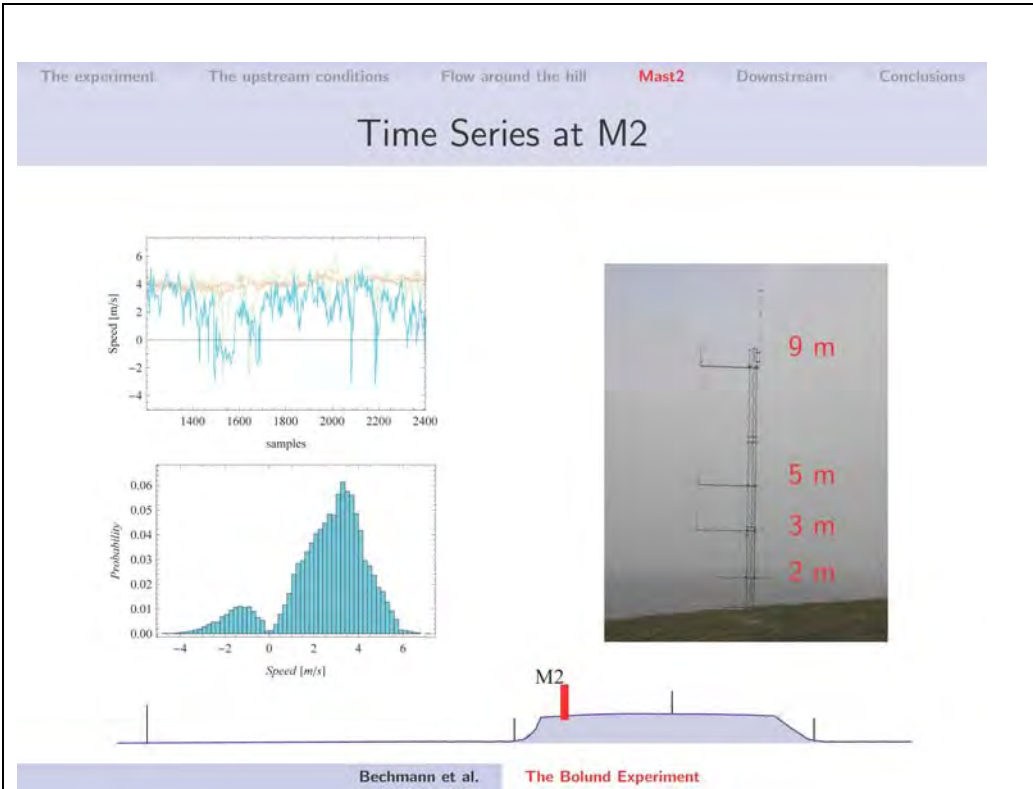 The experiment The upstream conditions Flow around the hill Mast2 Downstream Conclusions
Time Series at M2
6
4
2
0
−2
−4
Speed [m/s]
1400 1600 1800 2000 2200 2400
samples
0.06
0.05
0.04
0.03
0.02
0.01
0.00
Probability
−4 −2 0 2 4 6
Speed [m/s]
9 m
5 m
3 m
2 m
M2
Bechmann et al. The Bolund Experiment